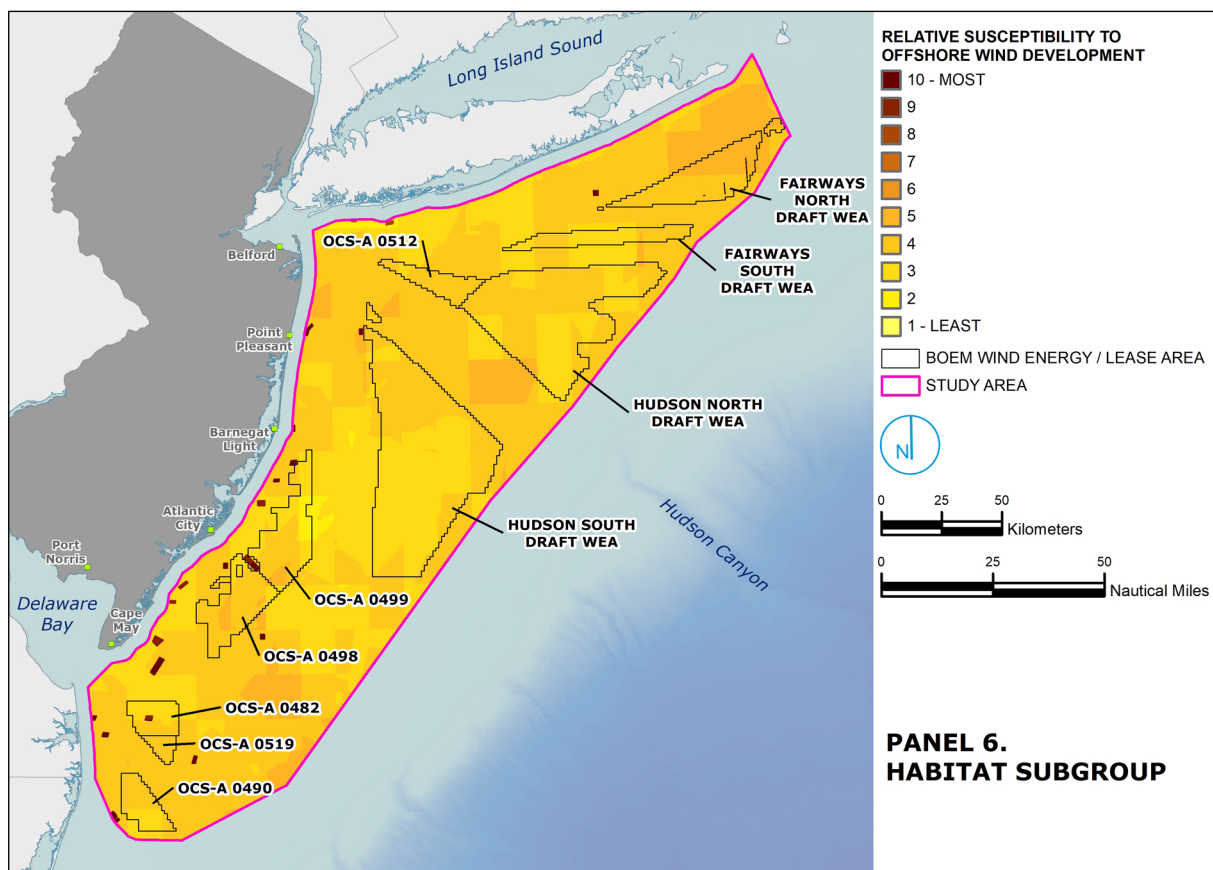 Long Island Sound
FAIRWAYS
NORTH
DRAFT WEA
OCS-A 0512
Belford
FAIRWAYS
SOUTH
DRAFT WEA
Point
Pleasant
HUDSON NORTH
DRAFT WEA
Barnegat
Light
Atlantic
City
HUDSON SOUTH
DRAFT WEA
Hudson Canyon
Port
Norris
OCS-A 0499
Delaware
Bay
Cape
May
OCS-A 0498
OCS-A 0482
OCS-A 0519
OCS-A 0490
RELATIVE SUSCEPTIBILITY TO
OFFSHORE WIND DEVELOPMENT
10 - MOST
9
8
7
6
5
4
3
2
1 - LEAST
BOEM WIND ENERGY / LEASE AREA
STUDY AREA
N
0 25 50
Kilometers
0 25 50
Nautical Miles
PANEL 6.
HABITAT SUBGROUP